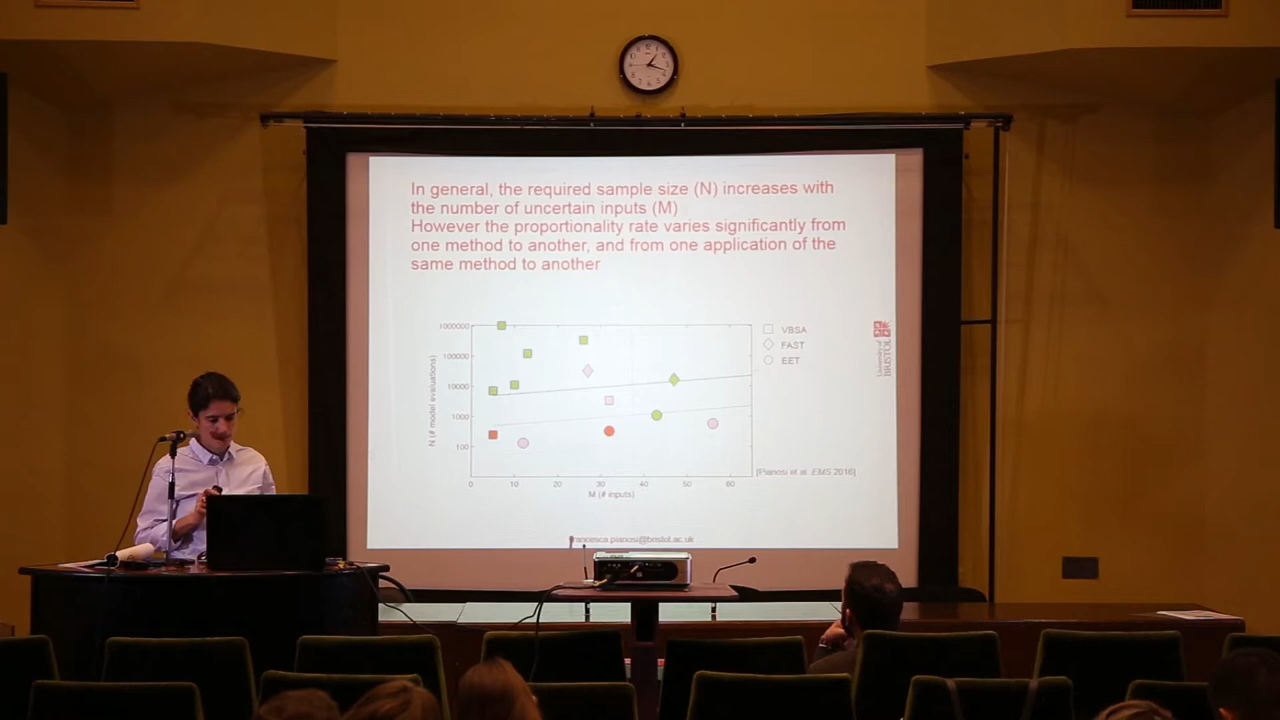 In general, the required sample size (N) increases with
the number of uncertain inputs (M)
However the proportionality rate varies significantly from
one method to another, and from one application of the
same method to another
1000000
100000
10000
1000
100
N (# model evaluations)
0 10 20 30 40 50 60
M (# inputs)
VBSA
FAST
EET
University of
BRISTOL
[Pianosi et al. EMS 2016]
francesca.pianosi@bristol.ac.uk